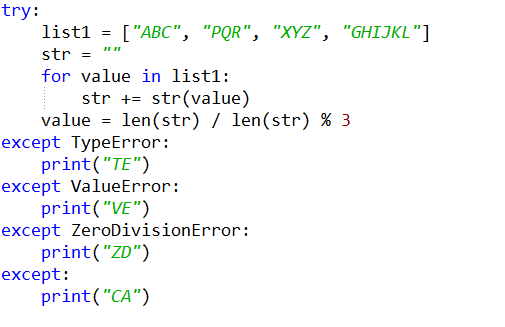 try:
    list1 = ["ABC", "PQR", "XYZ", "GHIJKL"]
    str = ""
    for value in list1:
        str += str(value)
    value = len(str) / len(str) % 3
except TypeError:
    print("TE")
except ValueError:
    print("VE")
except ZeroDivisionError:
    print("ZD")
except:
    print("CA")